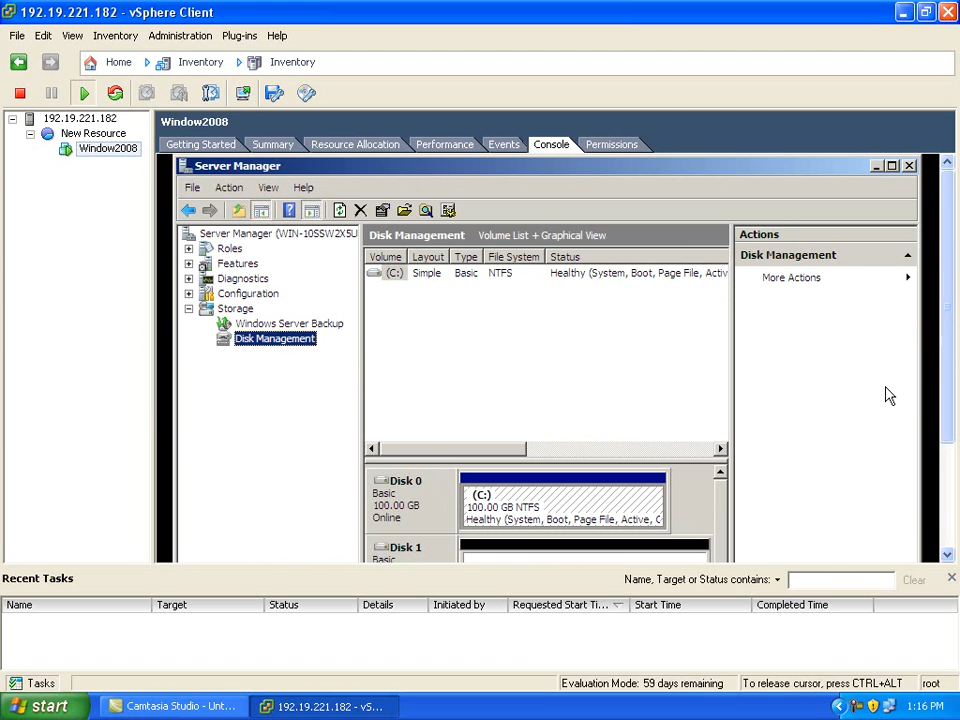 192.19.221.182 - vSphere Client
File Edit View Inventory Administration Plug-ins Help
Home Inventory Inventory
192.19.221.182
New Resource
Window2008
Window2008
Getting Started Summary Resource Allocation Performance Events Console Permissions
Server Manager
File Action View Help
Server Manager (WIN-10SSW2X5U
Roles
Features
Diagnostics
Configuration
Storage
Windows Server Backup
Disk Management
Disk Management Volume List + Graphical View
Volume Layout Type File System Status
(C:) Simple Basic NTFS Healthy (System, Boot, Page File, Activ
Disk 0
Basic
100.00 GB
Online
(C:)
100.00 GB NTFS
Healthy (System, Boot, Page File, Active, C
Disk 1
Basic
Actions
Disk Management
More Actions
Recent Tasks
Name, Target or Status contains: Clear
Name Target Status Details Initiated by Requested Start Ti... Start Time Completed Time
Tasks
Evaluation Mode: 59 days remaining
To release cursor, press CTRL+ALT
root
start
Camtasia Studio - Unt...
192.19.221.182 - vS...
1:16 PM